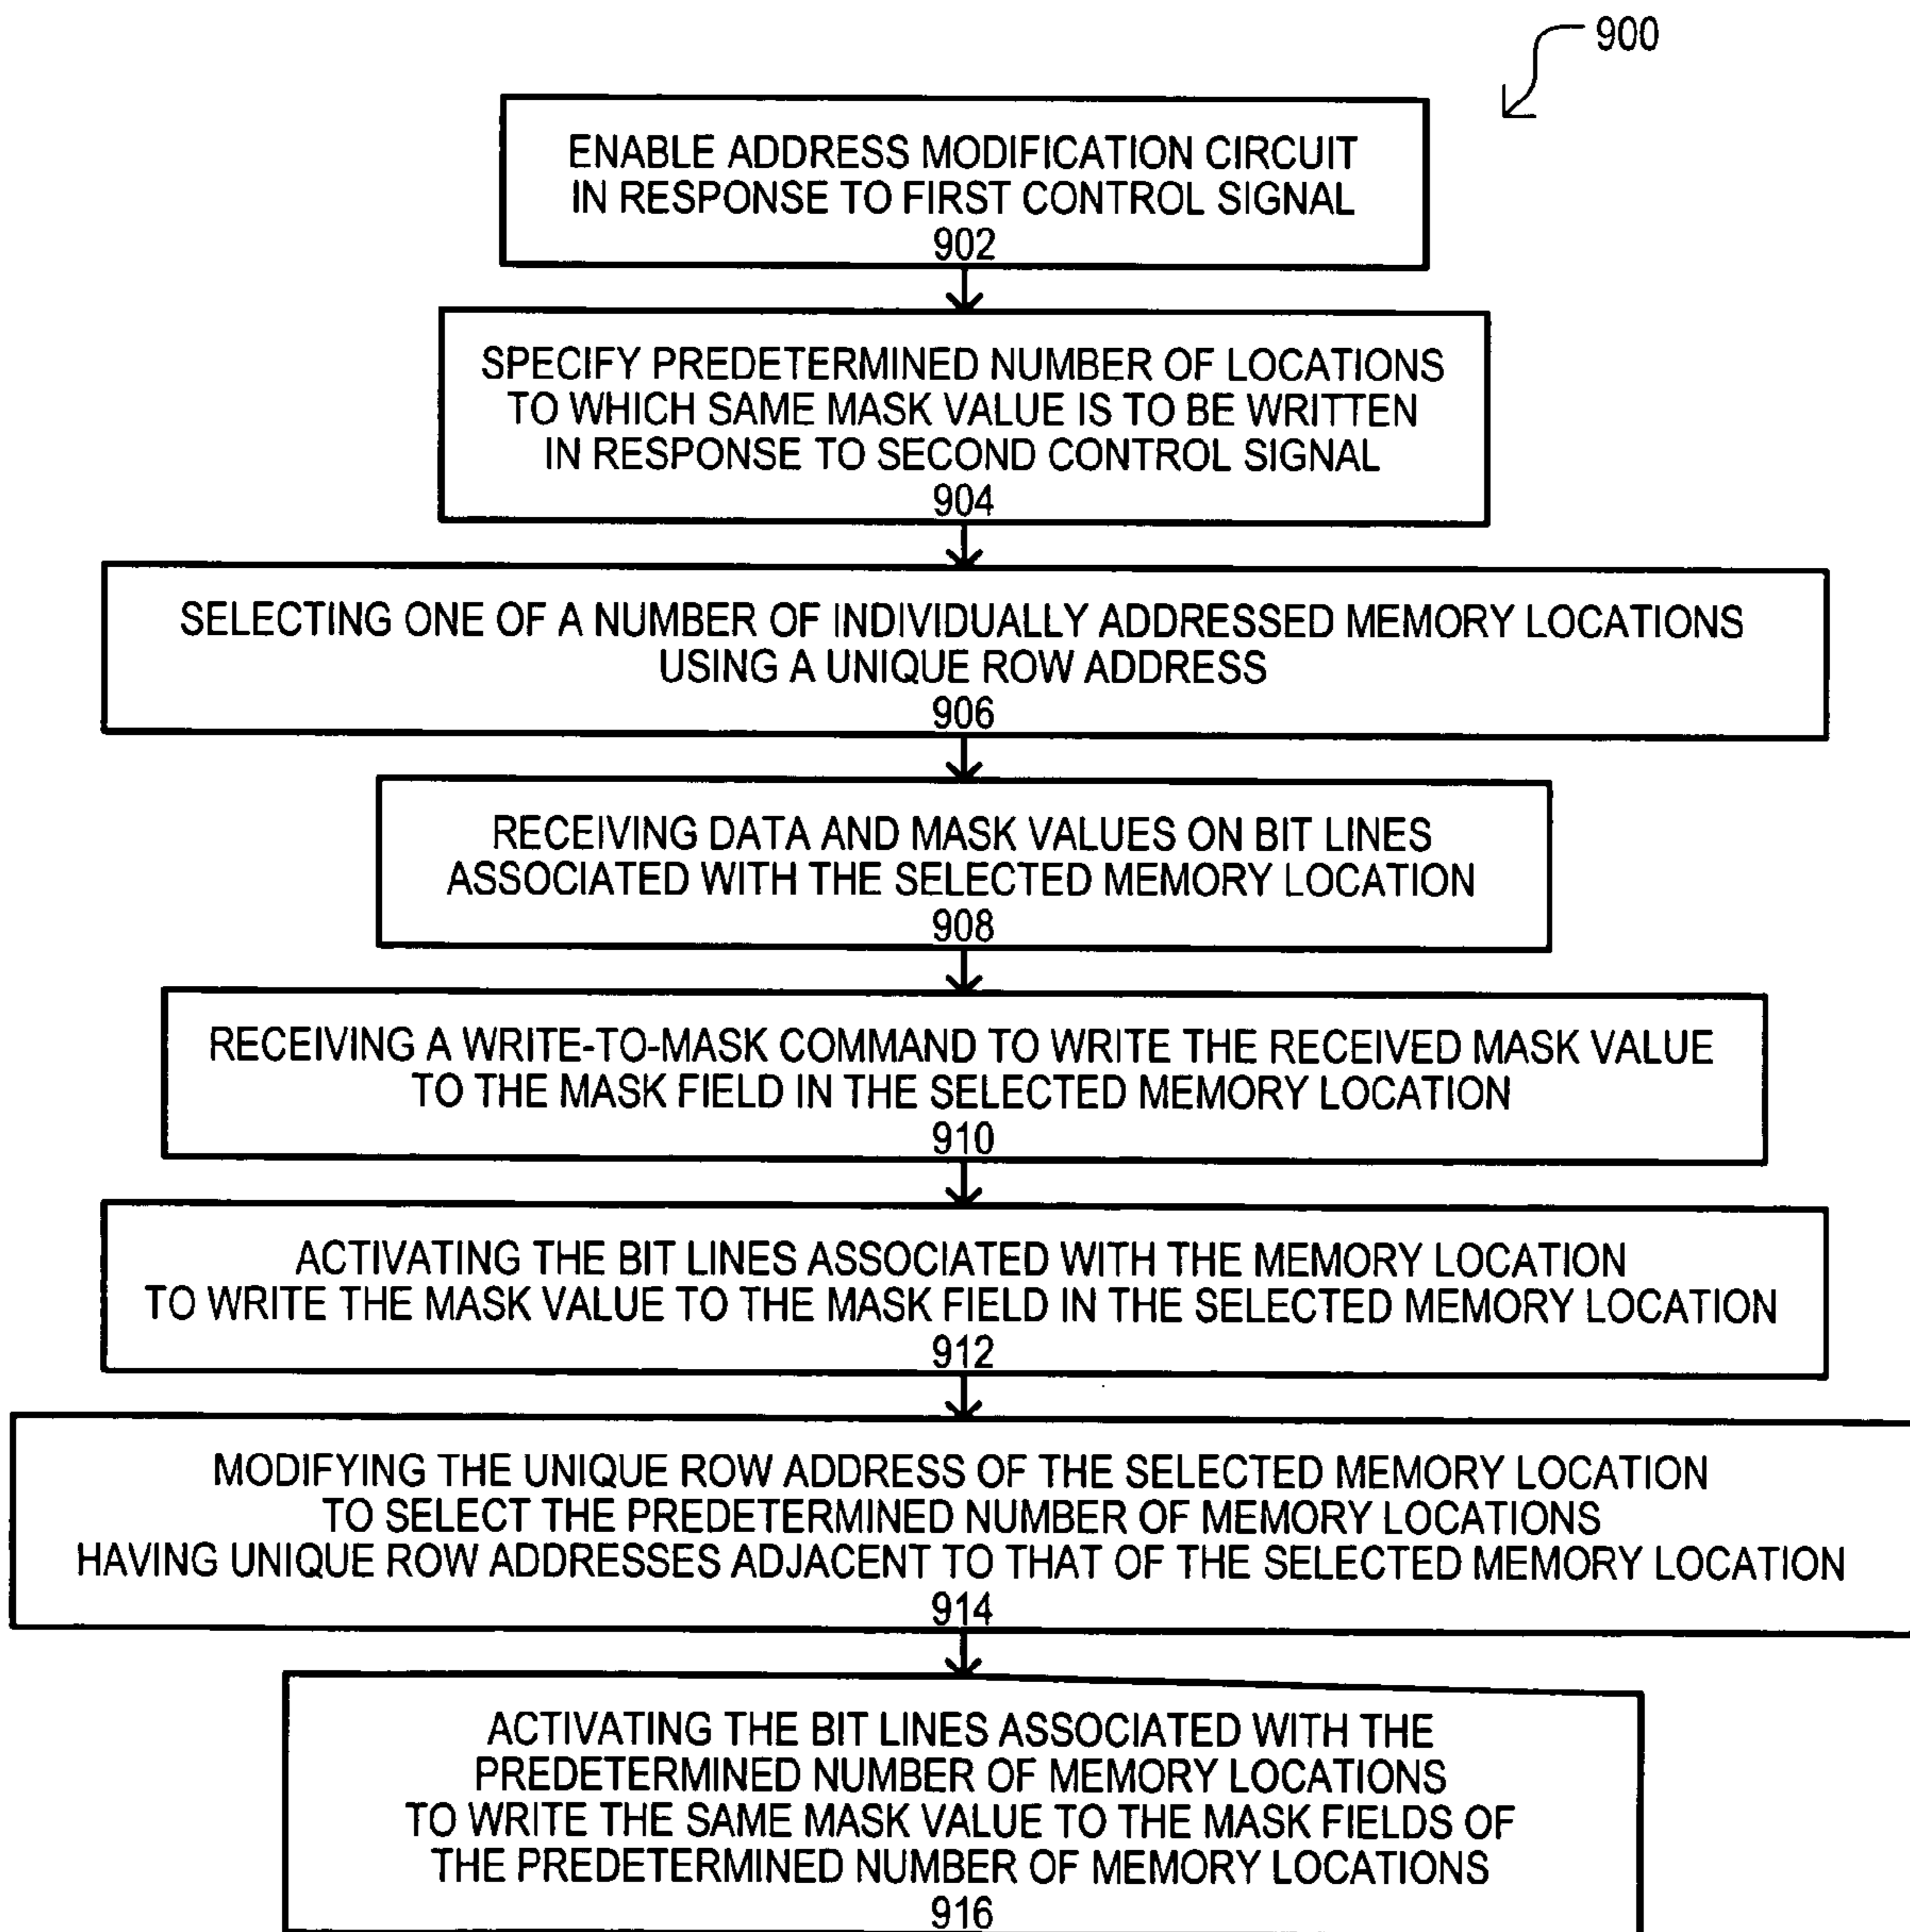 900
ENABLE ADDRESS MODIFICATION CIRCUIT
IN RESPONSE TO FIRST CONTROL SIGNAL
902
SPECIFY PREDETERMINED NUMBER OF LOCATIONS
TO WHICH SAME MASK VALUE IS TO BE WRITTEN
IN RESPONSE TO SECOND CONTROL SIGNAL
904
SELECTING ONE OF A NUMBER OF INDIVIDUALLY ADDRESSED MEMORY LOCATIONS
USING A UNIQUE ROW ADDRESS
906
RECEIVING DATA AND MASK VALUES ON BIT LINES
ASSOCIATED WITH THE SELECTED MEMORY LOCATION
908
RECEIVING A WRITE-TO-MASK COMMAND TO WRITE THE RECEIVED MASK VALUE
TO THE MASK FIELD IN THE SELECTED MEMORY LOCATION
910
ACTIVATING THE BIT LINES ASSOCIATED WITH THE MEMORY LOCATION
TO WRITE THE MASK VALUE TO THE MASK FIELD IN THE SELECTED MEMORY LOCATION
912
MODIFYING THE UNIQUE ROW ADDRESS OF THE SELECTED MEMORY LOCATION
TO SELECT THE PREDETERMINED NUMBER OF MEMORY LOCATIONS
HAVING UNIQUE ROW ADDRESSES ADJACENT TO THAT OF THE SELECTED MEMORY LOCATION
914
ACTIVATING THE BIT LINES ASSOCIATED WITH THE
PREDETERMINED NUMBER OF MEMORY LOCATIONS
TO WRITE THE SAME MASK VALUE TO THE MASK FIELDS OF
THE PREDETERMINED NUMBER OF MEMORY LOCATIONS
916